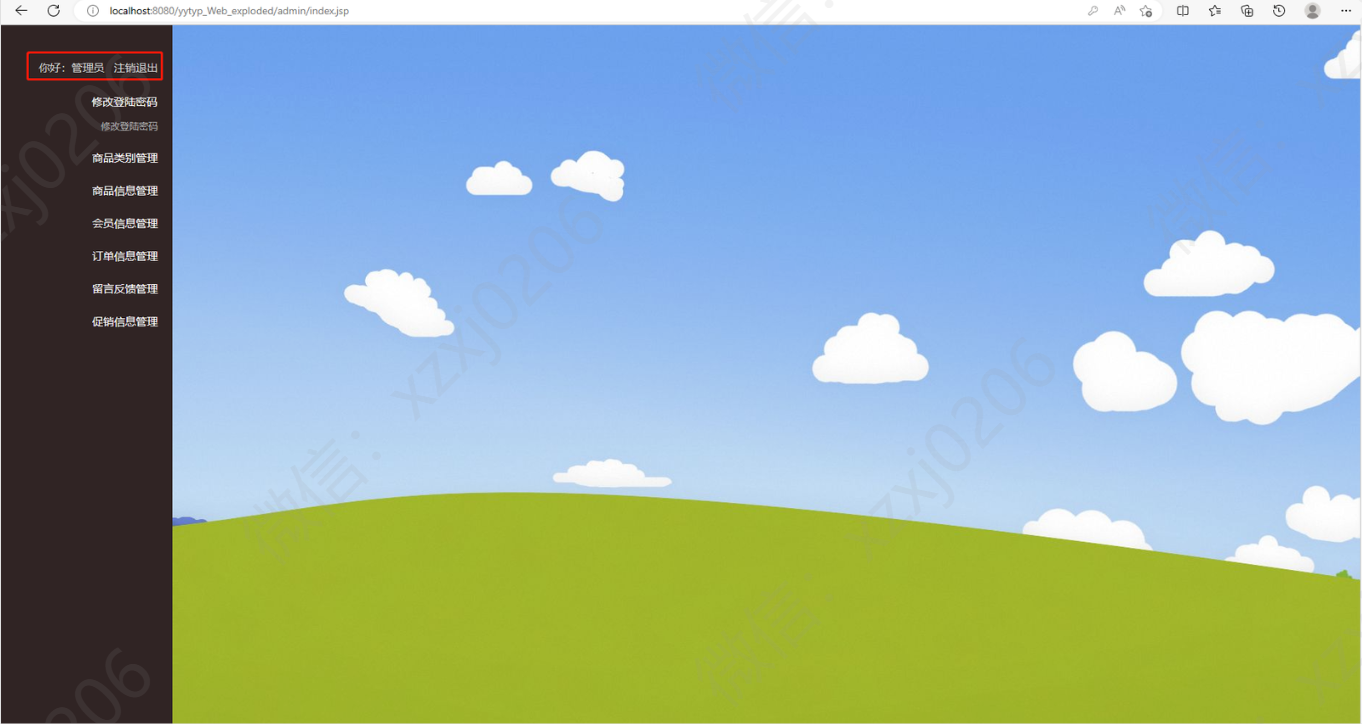 localhost:8080/yytyp_Web_exploded/admin/index.jsp
你好：管理员 注销退出
修改登陆密码
修改登陆密码
商品类别管理
商品信息管理
会员信息管理
订单信息管理
留言反馈管理
促销信息管理
微信：xzxj0206
微信：xzxj0206